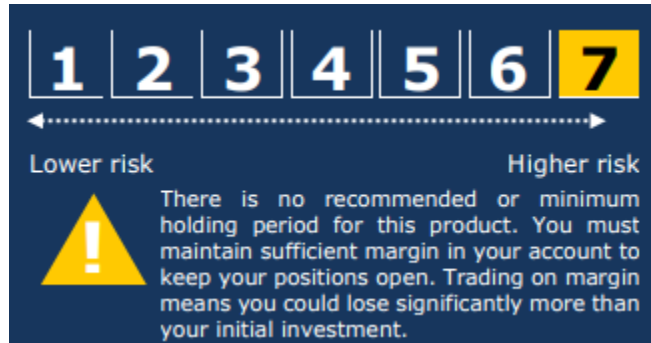 1 2 3 4 5 6 7
Lower risk Higher risk
!
There is no recommended or minimum
holding period for this product. You must
maintain sufficient margin in your account to
keep your positions open. Trading on margin
means you could lose significantly more than
your initial investment.